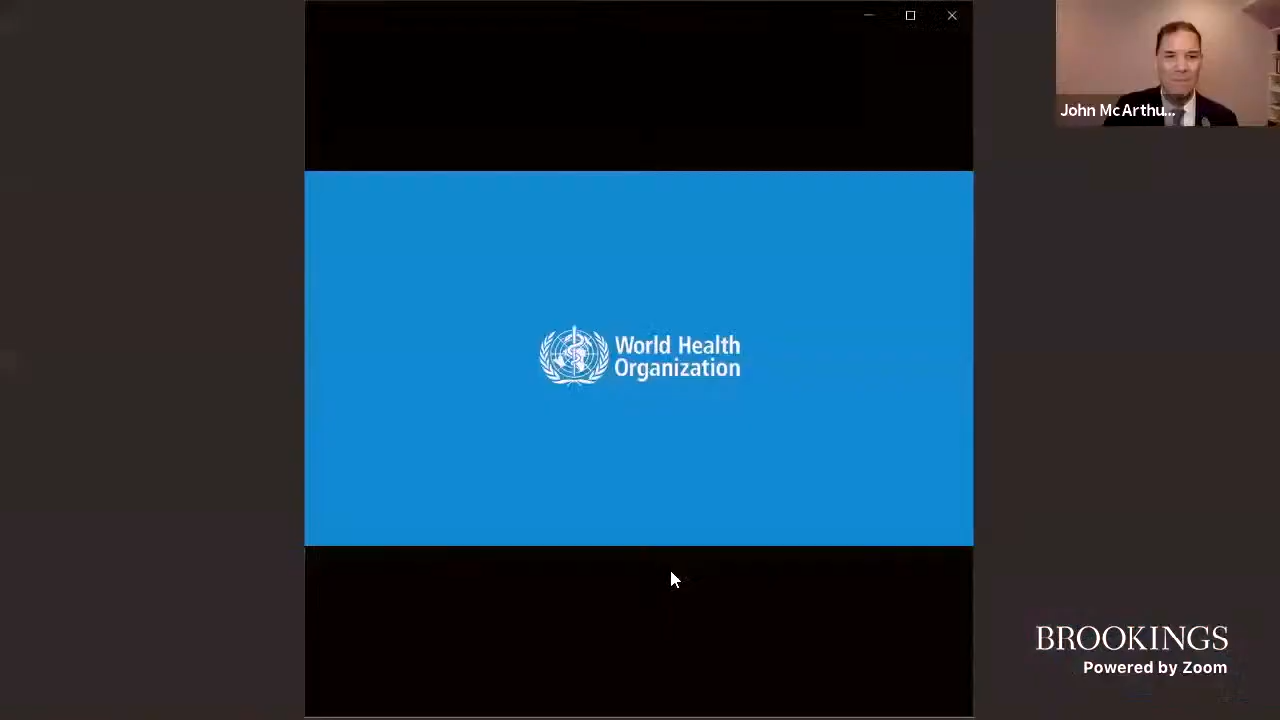 John McArthu...
World Health
Organization
BROOKINGS
Powered by Zoom